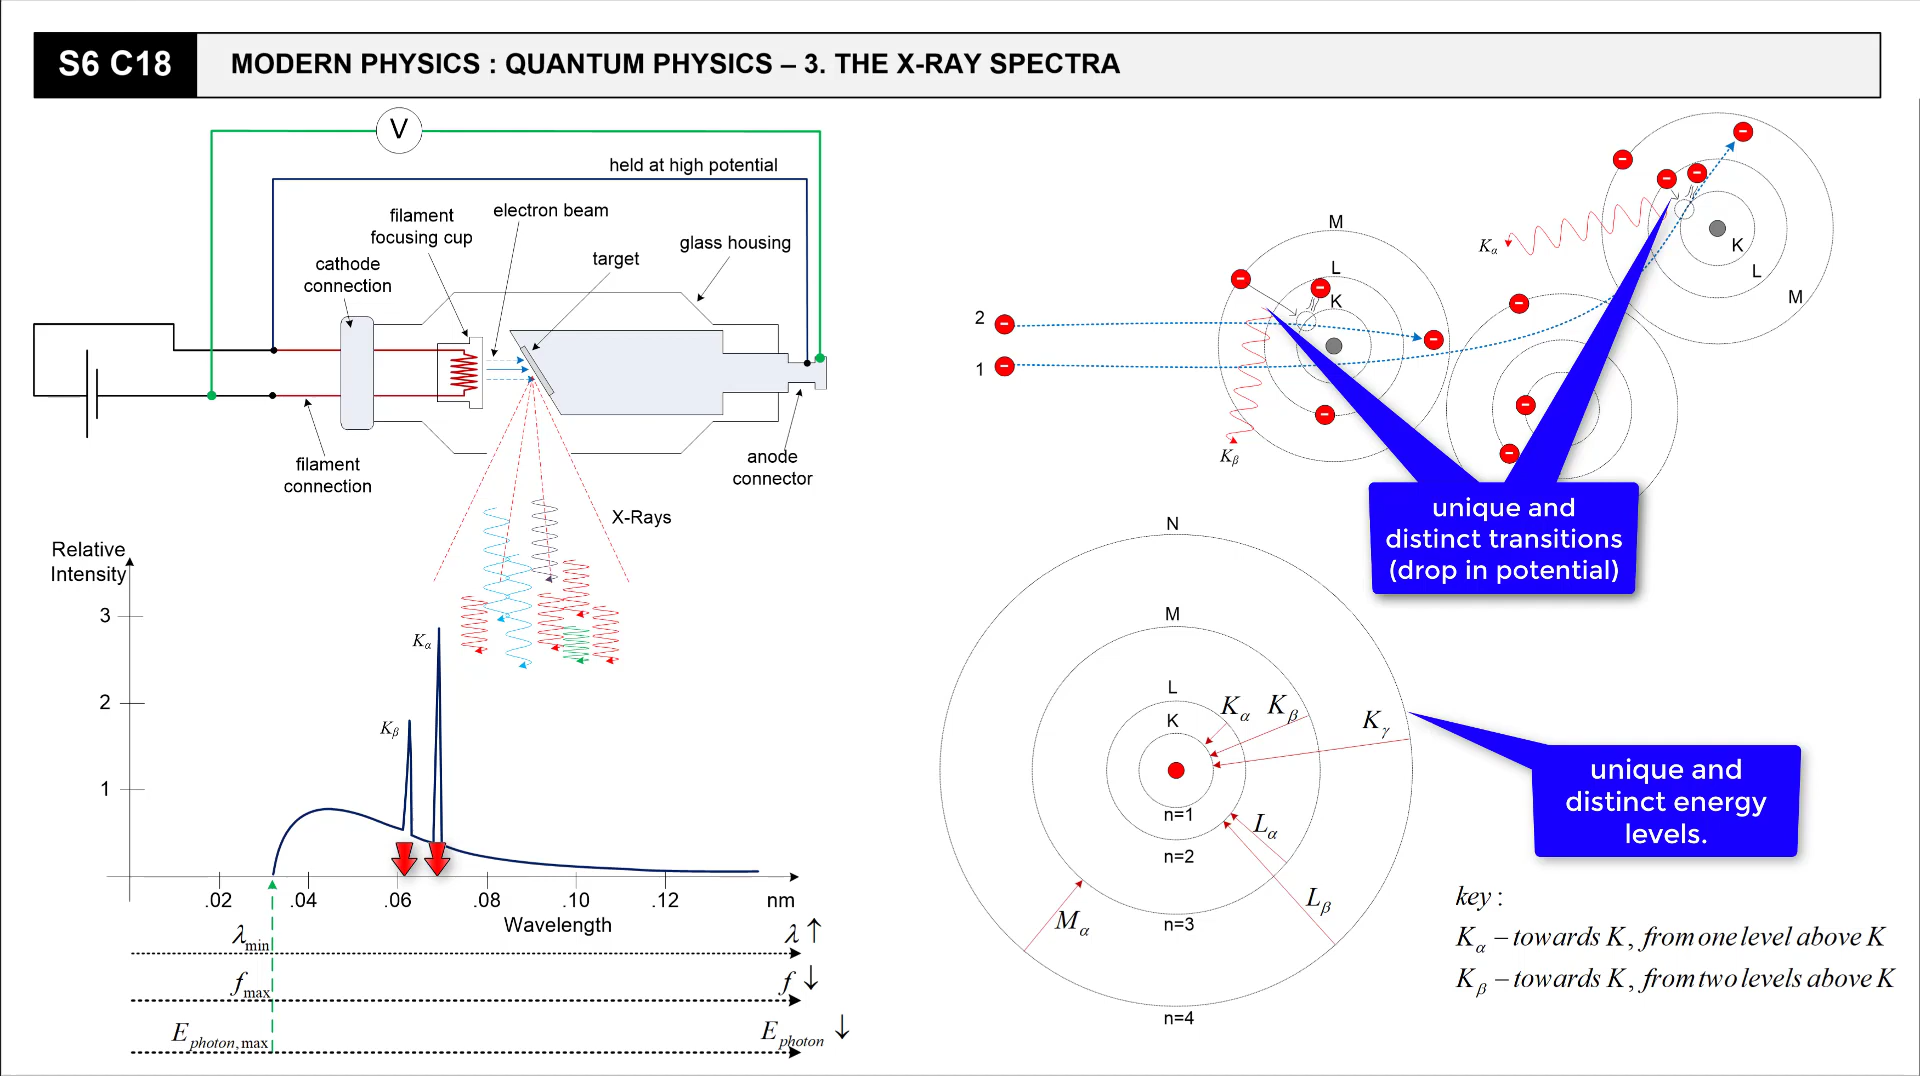 S6 C18
MODERN PHYSICS : QUANTUM PHYSICS – 3. THE X-RAY SPECTRA
V
held at high potential
electron beam
filament
focusing cup
glass housing
target
cathode
connection
filament
connection
anode
connector
X-Rays
Relative
Intensity
3
2
1
Kα
Kβ
.02
.04
.06
.08
.10
.12
nm
Wavelength
λmin
λ ↑
fmax
f ↓
Ephoton,max
Ephoton ↓
2
1
M
L
K
Kβ
Kα
K
L
M
unique and
distinct transitions
(drop in potential)
N
M
L
K
Kα
Kβ
Kγ
n=1
n=2
n=3
n=4
Lα
Lβ
Mα
unique and
distinct energy
levels.
key :
Kα – towards K, from one level above K
Kβ – towards K, from two levels above K